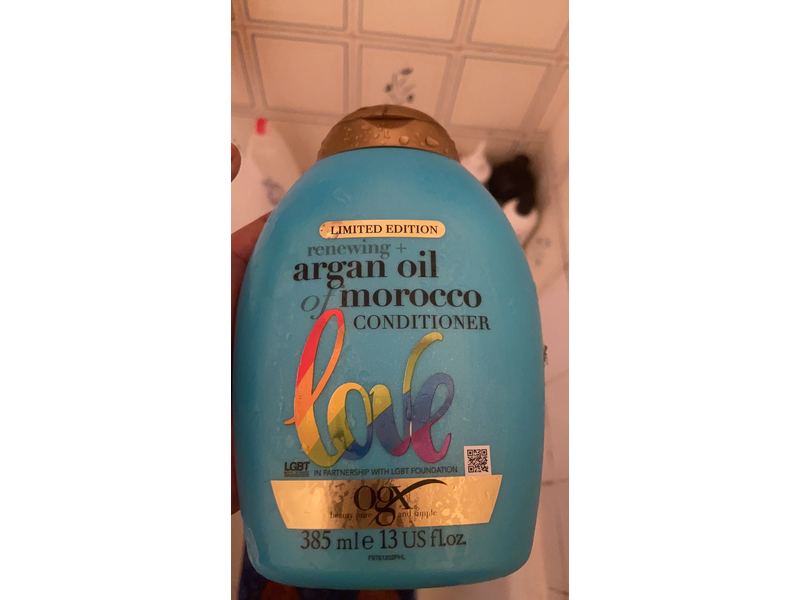 LIMITED EDITION
renewing +
argan oil
of morocco
CONDITIONER
love
LGBT
IN PARTNERSHIP WITH LGBT FOUNDATION
ogx
beauty pure and simple
385 ml e 13 US fl.oz.